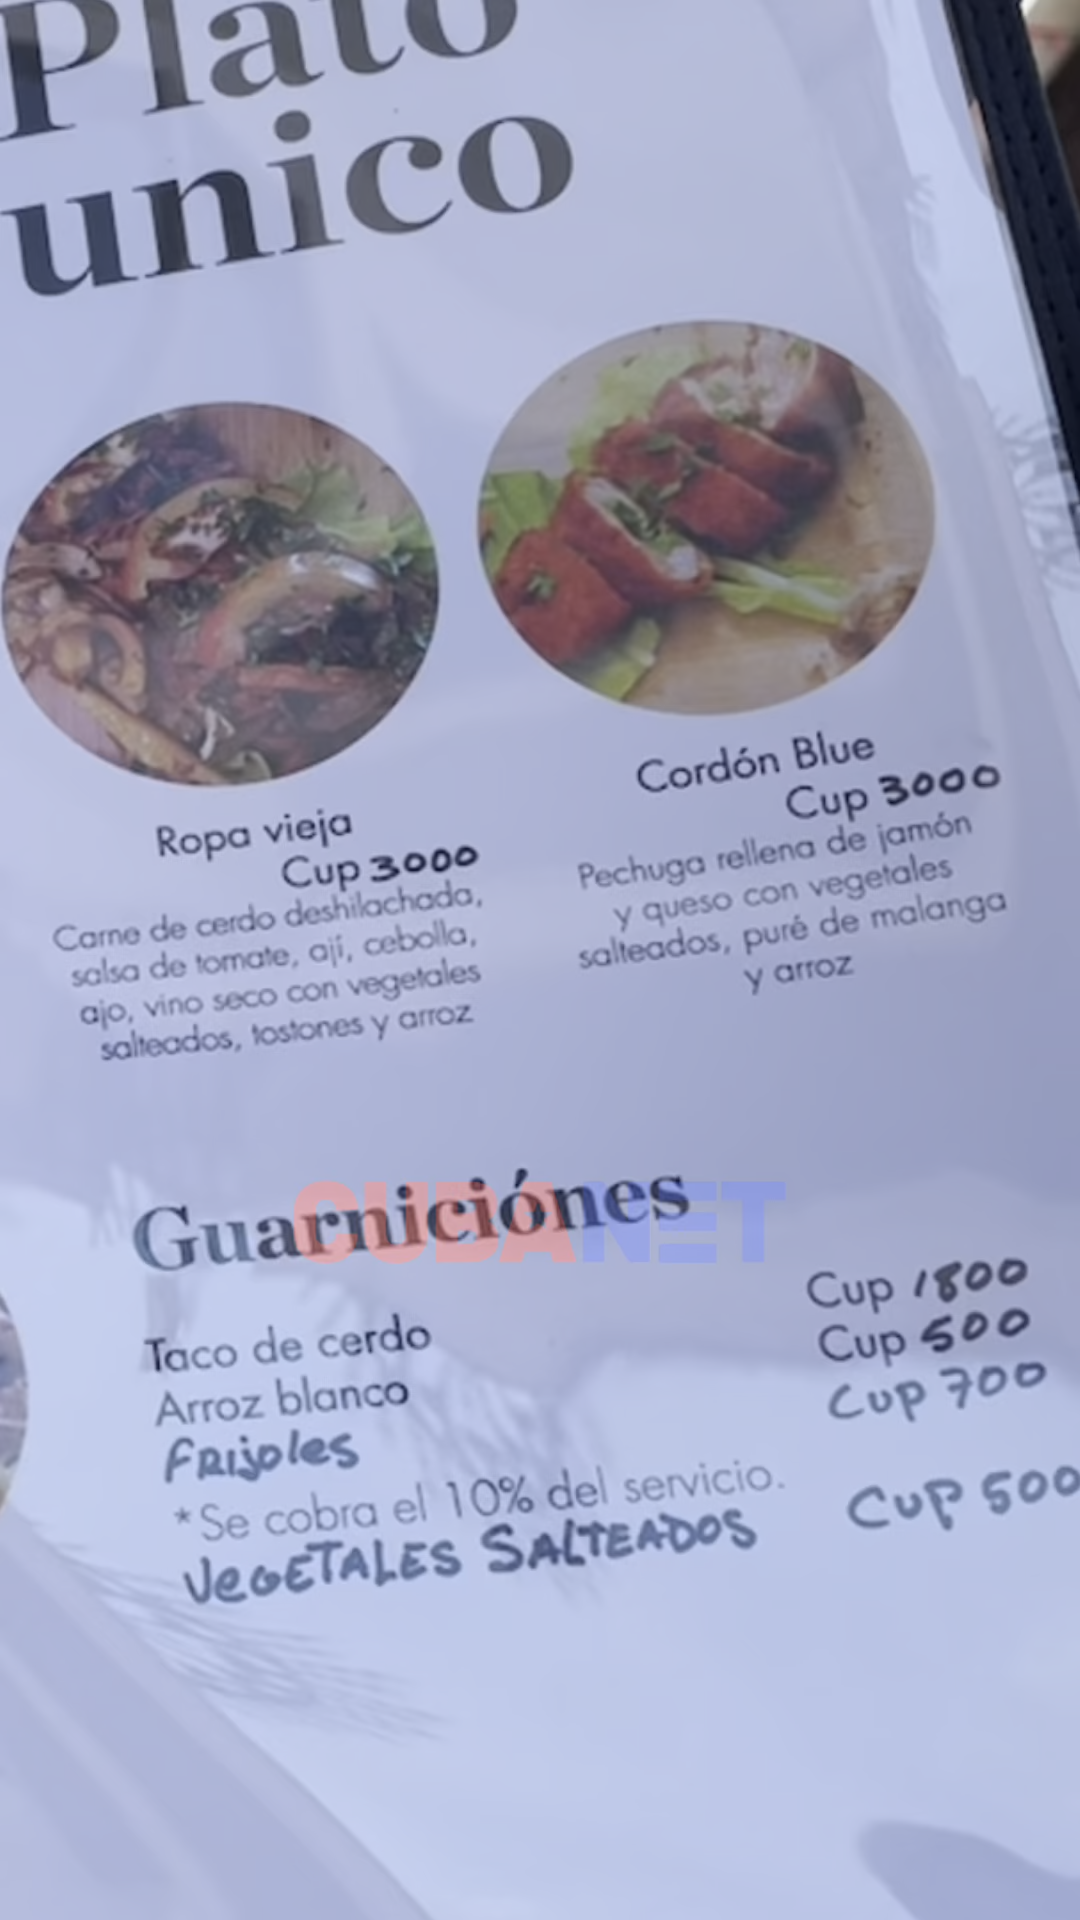 Plato
unico
Ropa vieja
Cup 3000
Carne de cerdo deshilachada,
salsa de tomate, ají, cebolla,
ajo, vino seco con vegetales
salteados, tostones y arroz
Cordón Blue
Cup 3000
Pechuga rellena de jamón
y queso con vegetales
salteados, puré de malanga
y arroz
Guarniciónes
CUBANET
Taco de cerdo Cup 1800
Arroz blanco Cup 500
Frijoles Cup 700
*Se cobra el 10% del servicio.
VeGETALES SALTEADOS CUP 500